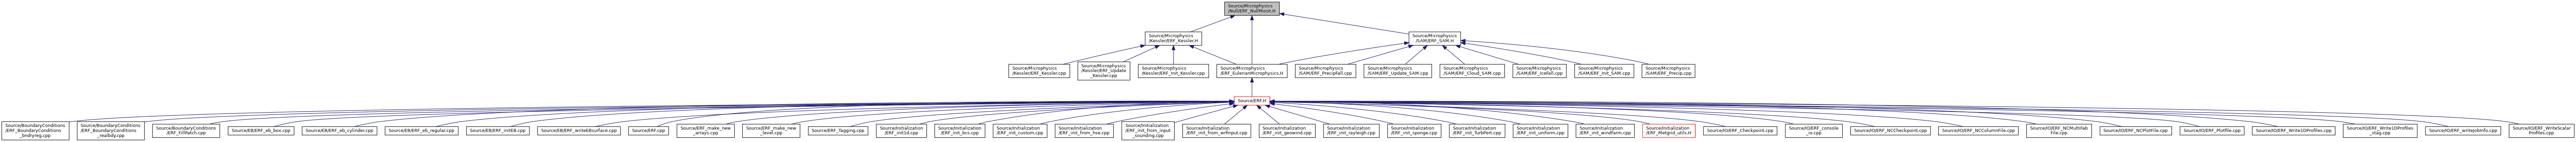 Source/Microphysics
/Null/ERF_NullMoist.H
Source/Microphysics
/Kessler/ERF_Kessler.H
Source/Microphysics
/SAM/ERF_SAM.H
Source/Microphysics
/Kessler/ERF_Kessler.cpp
Source/Microphysics
/Kessler/ERF_Update
_Kessler.cpp
Source/Microphysics
/Kessler/ERF_Init_Kessler.cpp
Source/Microphysics
/ERF_EulerianMicrophysics.H
Source/Microphysics
/SAM/ERF_Precipfall.cpp
Source/Microphysics
/SAM/ERF_Update_SAM.cpp
Source/Microphysics
/SAM/ERF_Cloud_SAM.cpp
Source/Microphysics
/SAM/ERF_Icefall.cpp
Source/Microphysics
/SAM/ERF_Init_SAM.cpp
Source/Microphysics
/SAM/ERF_Precip.cpp
Source/ERF.H
Source/BoundaryConditions
/ERF_BoundaryConditions
_bndryreg.cpp
Source/BoundaryConditions
/ERF_BoundaryConditions
_realbdy.cpp
Source/BoundaryConditions
/ERF_FillPatch.cpp
Source/EB/ERF_eb_box.cpp
Source/EB/ERF_eb_cylinder.cpp
Source/EB/ERF_eb_regular.cpp
Source/EB/ERF_initEB.cpp
Source/EB/ERF_writeEBsurface.cpp
Source/ERF.cpp
Source/ERF_make_new
_arrays.cpp
Source/ERF_make_new
_level.cpp
Source/ERF_Tagging.cpp
Source/Initialization
/ERF_init1d.cpp
Source/Initialization
/ERF_init_bcs.cpp
Source/Initialization
/ERF_init_custom.cpp
Source/Initialization
/ERF_init_from_hse.cpp
Source/Initialization
/ERF_init_from_input
_sounding.cpp
Source/Initialization
/ERF_init_from_wrfinput.cpp
Source/Initialization
/ERF_init_geowind.cpp
Source/Initialization
/ERF_init_rayleigh.cpp
Source/Initialization
/ERF_init_sponge.cpp
Source/Initialization
/ERF_init_TurbPert.cpp
Source/Initialization
/ERF_init_uniform.cpp
Source/Initialization
/ERF_init_windfarm.cpp
Source/Initialization
/ERF_Metgrid_utils.H
Source/IO/ERF_Checkpoint.cpp
Source/IO/ERF_console
_io.cpp
Source/IO/ERF_NCCheckpoint.cpp
Source/IO/ERF_NCColumnFile.cpp
Source/IO/ERF_NCMultiFab
File.cpp
Source/IO/ERF_NCPlotFile.cpp
Source/IO/ERF_Plotfile.cpp
Source/IO/ERF_Write1DProfiles.cpp
Source/IO/ERF_Write1DProfiles
_stag.cpp
Source/IO/ERF_writeJobInfo.cpp
Source/IO/ERF_WriteScalar
Profiles.cpp